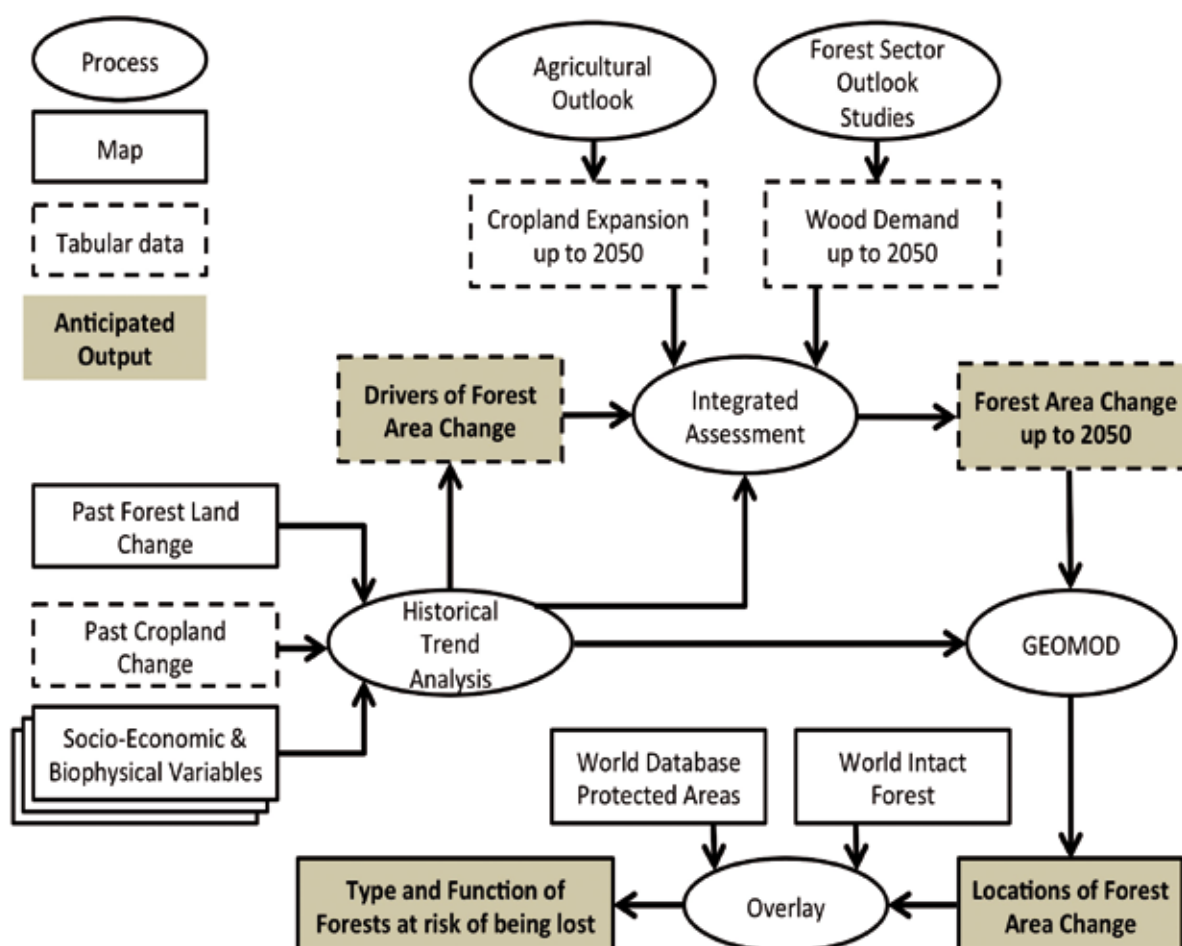 Process
Map
Tabular data
Anticipated
Output
Agricultural
Outlook
Forest Sector
Outlook
Studies
Cropland Expansion
up to 2050
Wood Demand
up to 2050
Drivers of Forest
Area Change
Integrated
Assessment
Forest Area Change
up to 2050
Past Forest Land
Change
Past Cropland
Change
Socio-Economic &
Biophysical Variables
Historical
Trend
Analysis
GEOMOD
World Database
Protected Areas
World Intact
Forest
Type and Function of
Forests at risk of being lost
Overlay
Locations of Forest
Area Change